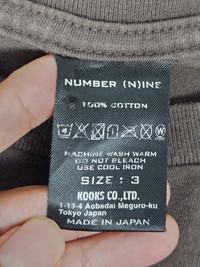 NUMBER (N)INE
100% COTTON
MACHINE WASH WARM
DO NOT BLEACH
USE COOL IRON
SIZE : 3
KOOKS CO.,LTD.
1-13-4 Aobadai Meguro-ku
Tokyo Japan
MADE IN JAPAN